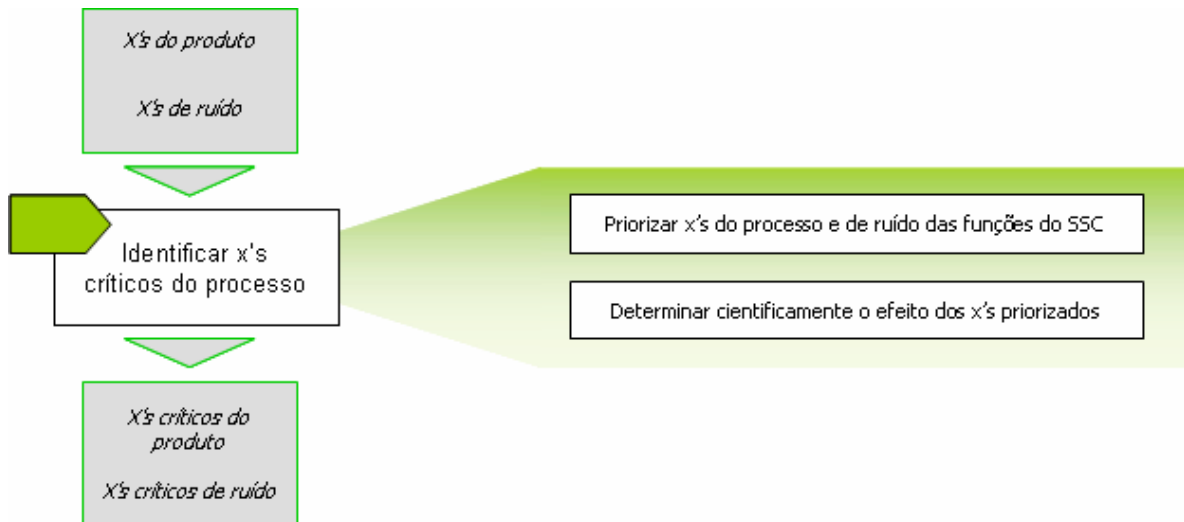 X's do produto
X's de ruído
Identificar x's
críticos do processo
Priorizar x's do processo e de ruído das funções do SSC
Determinar cientificamente o efeito dos x's priorizados
X's críticos do
produto
X's críticos de ruído